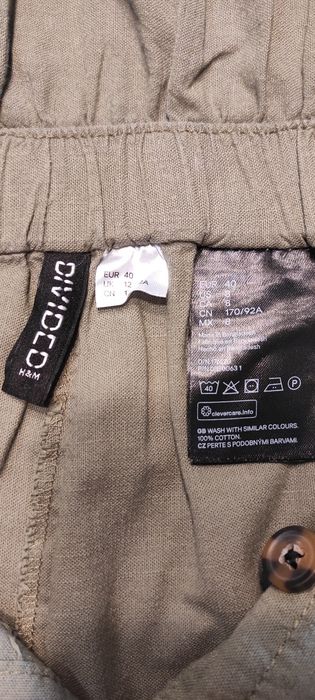 DIVIDED
H&M
EUR 40
UK 12
CN
EUR 40
US
CA 8
CN 170/92A
MX 8
Made in Bangladesh
40
P
clevercare.info
GB WASH WITH SIMILAR COLOURS.
100% COTTON.
CZ PERTE S PODOBNÝMI BARVAMI.